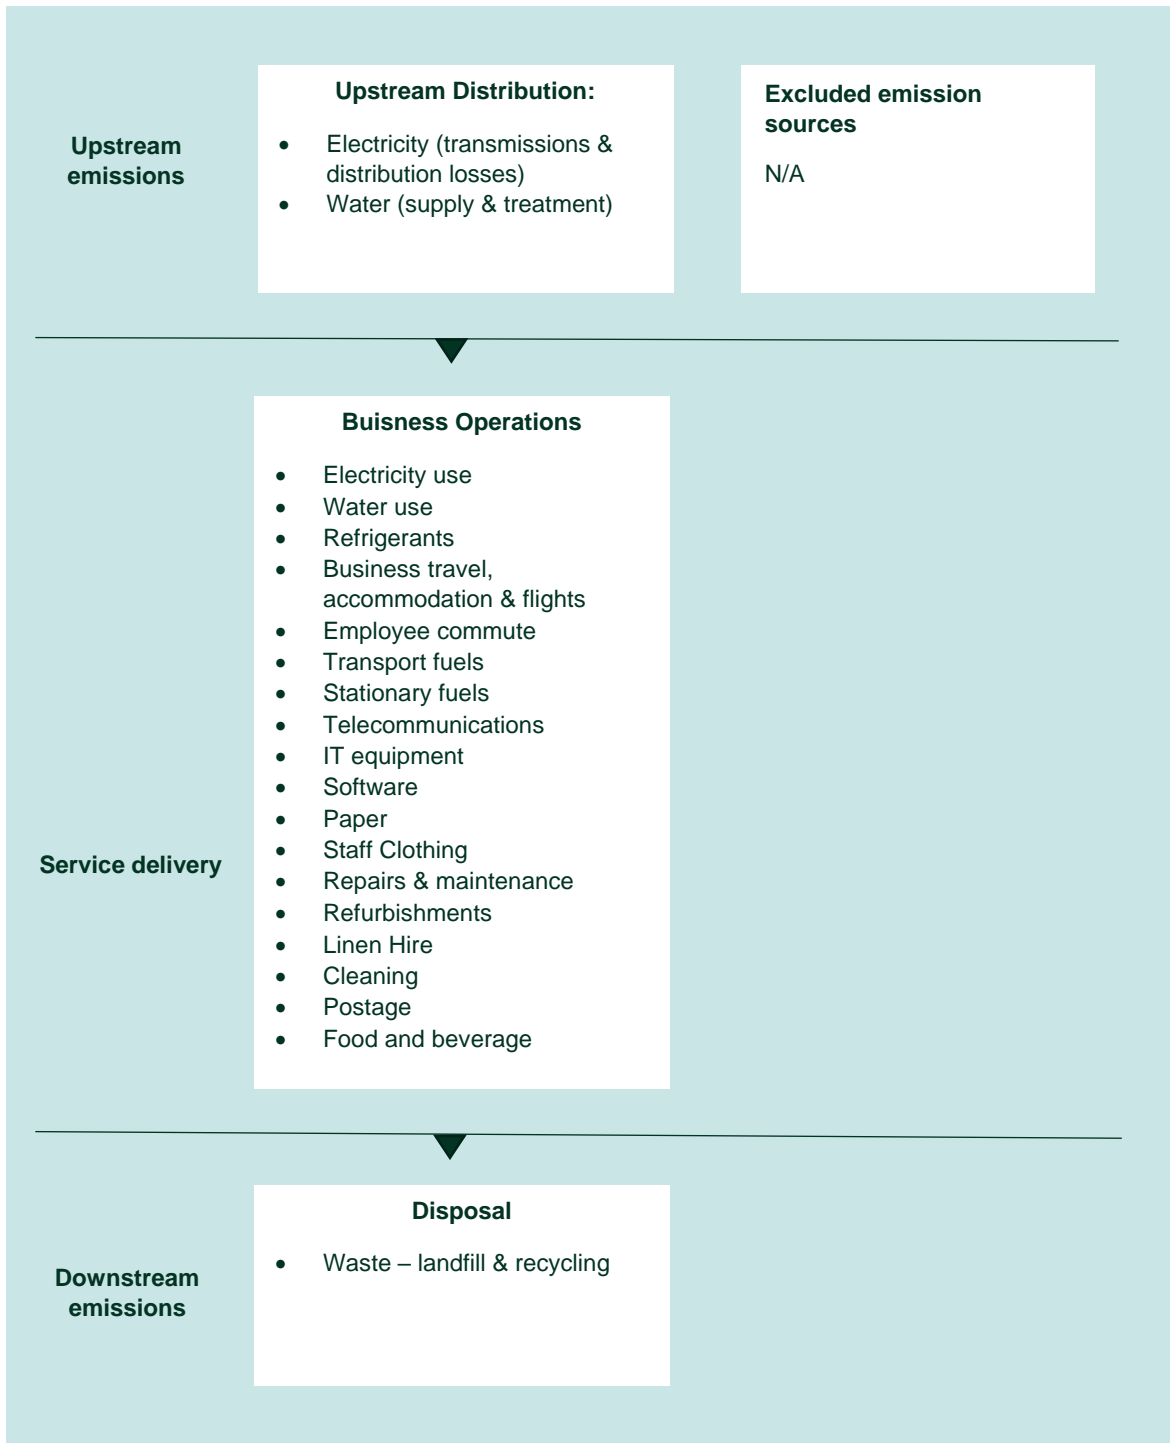 Upstream
emissions
Upstream Distribution:
• Electricity (transmissions &
distribution losses)
• Water (supply & treatment)
Excluded emission
sources
N/A
Service delivery
Buisness Operations
• Electricity use
• Water use
• Refrigerants
• Business travel,
accommodation & flights
• Employee commute
• Transport fuels
• Stationary fuels
• Telecommunications
• IT equipment
• Software
• Paper
• Staff Clothing
• Repairs & maintenance
• Refurbishments
• Linen Hire
• Cleaning
• Postage
• Food and beverage
Downstream
emissions
Disposal
• Waste – landfill & recycling